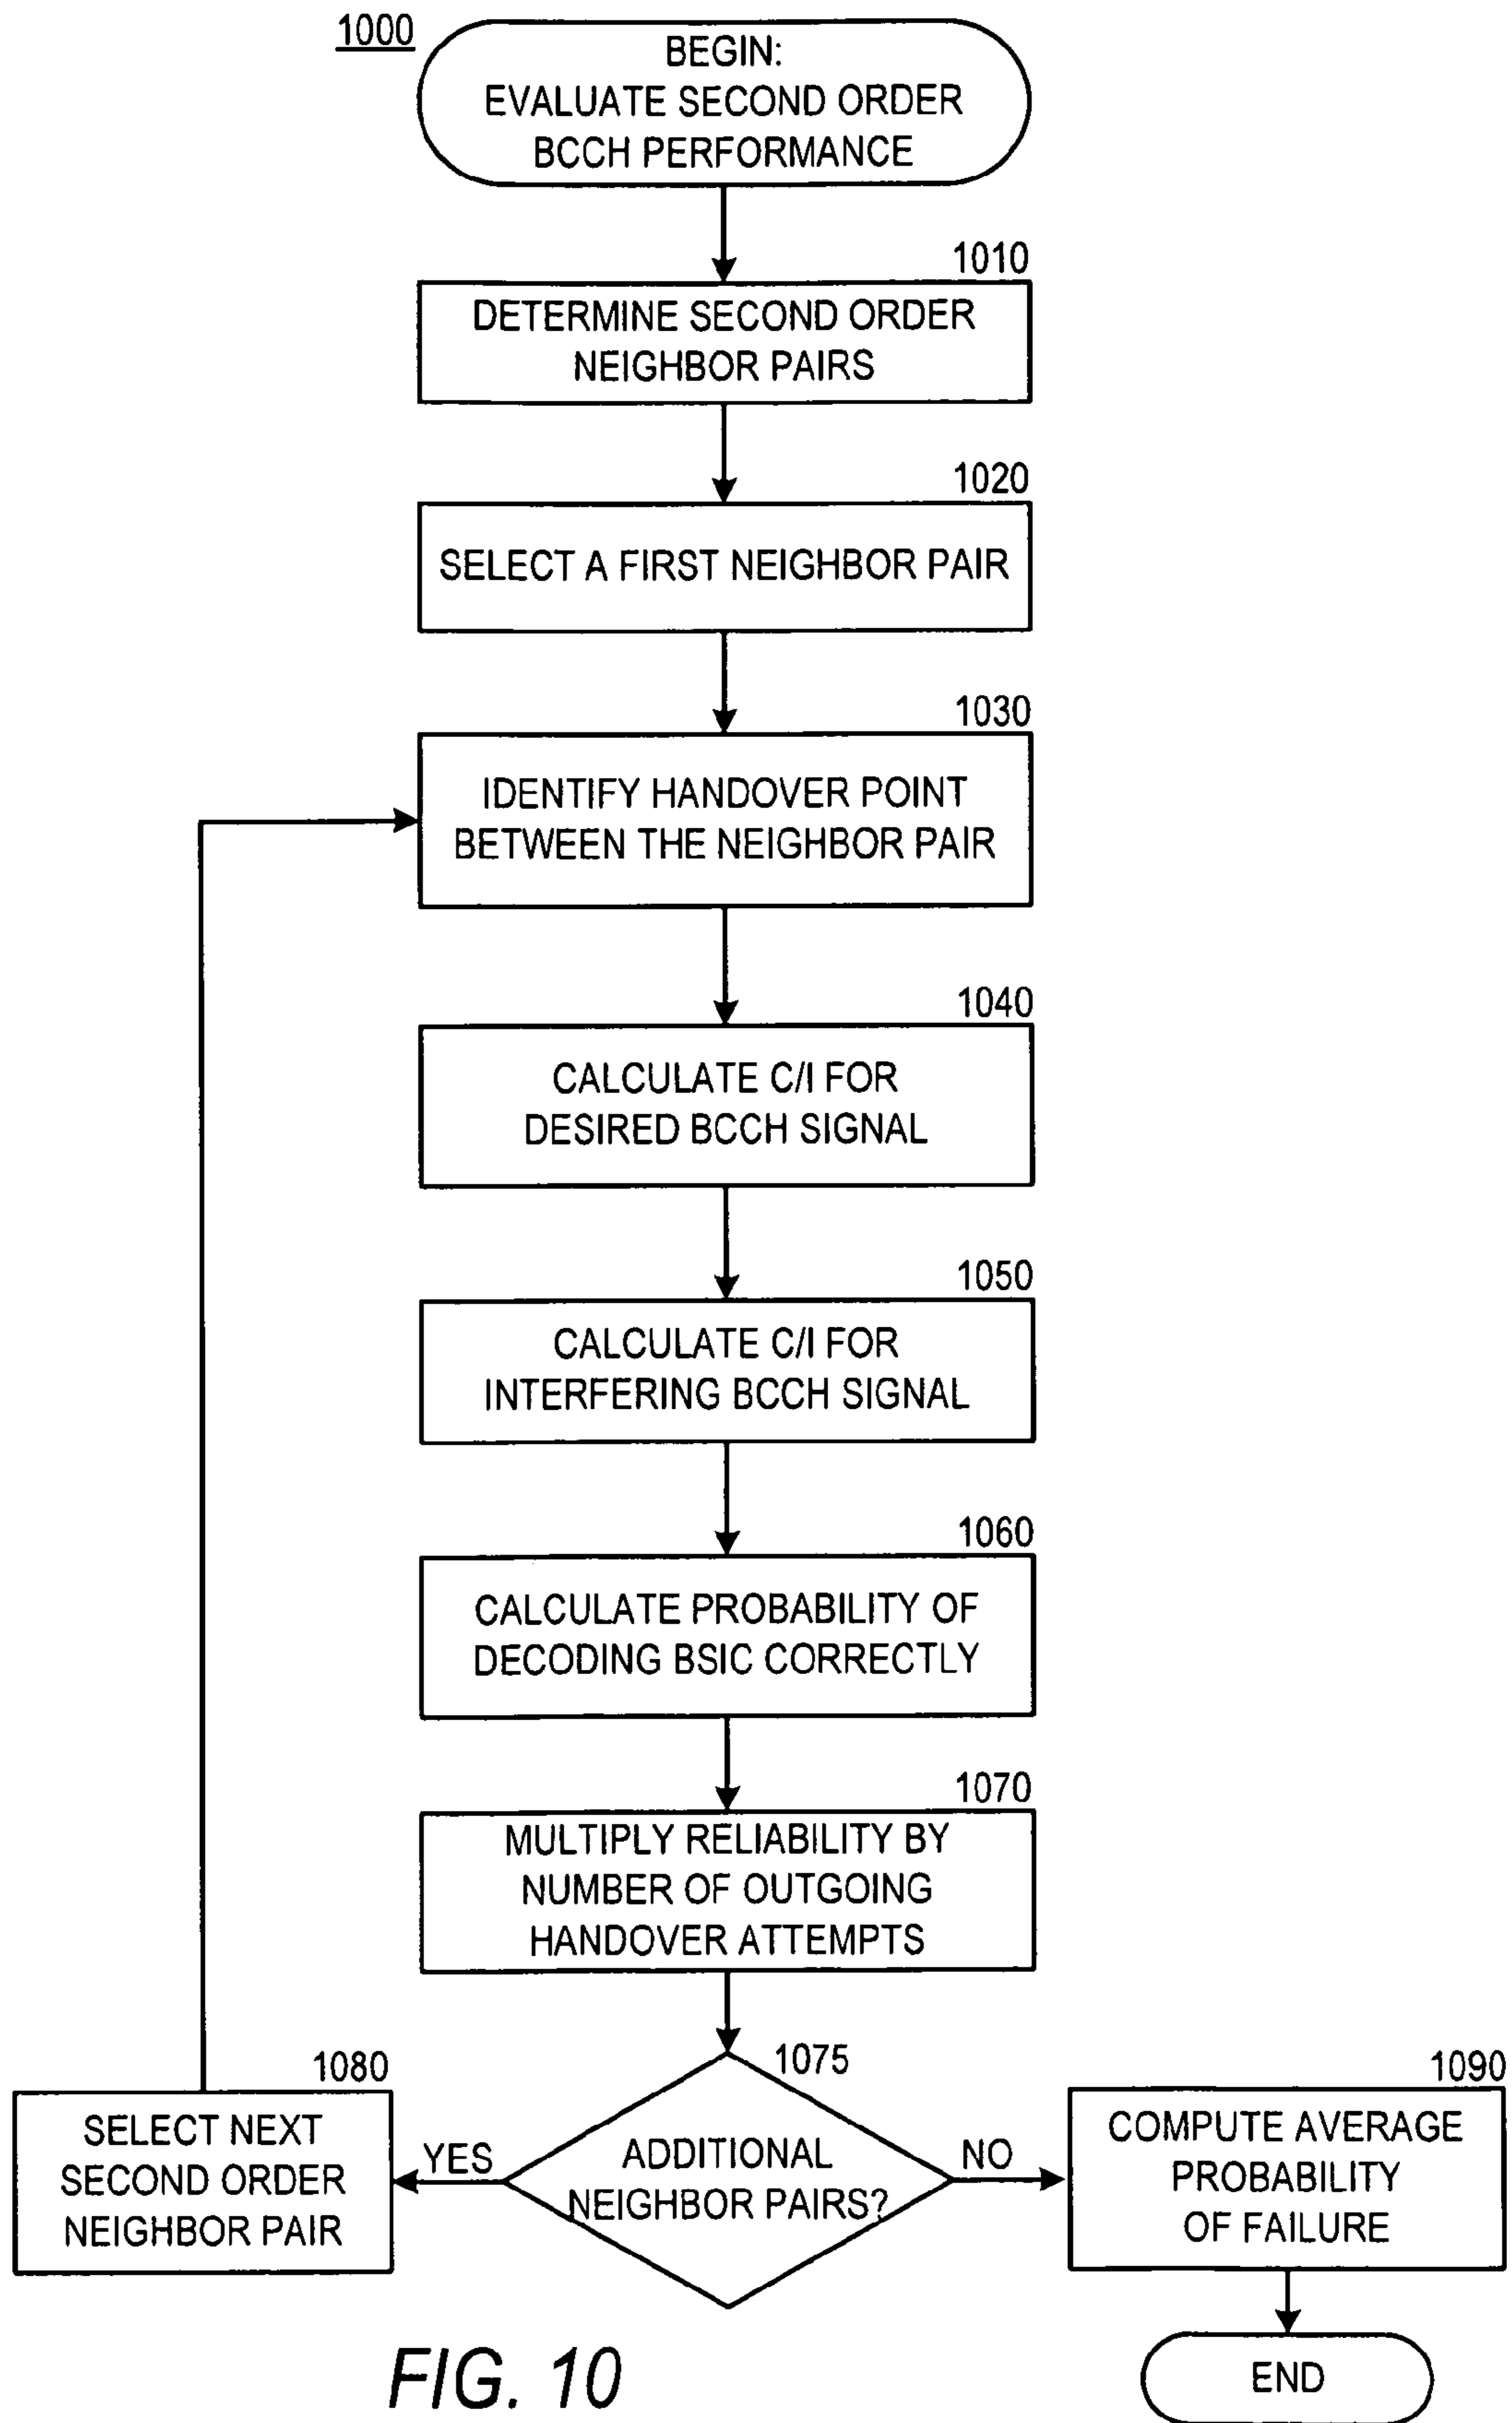 1000
BEGIN:
EVALUATE SECOND ORDER
BCCH PERFORMANCE
1010
DETERMINE SECOND ORDER
NEIGHBOR PAIRS
1020
SELECT A FIRST NEIGHBOR PAIR
1030
IDENTIFY HANDOVER POINT
BETWEEN THE NEIGHBOR PAIR
1040
CALCULATE C/I FOR
DESIRED BCCH SIGNAL
1050
CALCULATE C/I FOR
INTERFERING BCCH SIGNAL
1060
CALCULATE PROBABILITY OF
DECODING BSIC CORRECTLY
1070
MULTIPLY RELIABILITY BY
NUMBER OF OUTGOING
HANDOVER ATTEMPTS
1075
ADDITIONAL
NEIGHBOR PAIRS?
YES
NO
1080
SELECT NEXT
SECOND ORDER
NEIGHBOR PAIR
1090
COMPUTE AVERAGE
PROBABILITY
OF FAILURE
END
FIG. 10